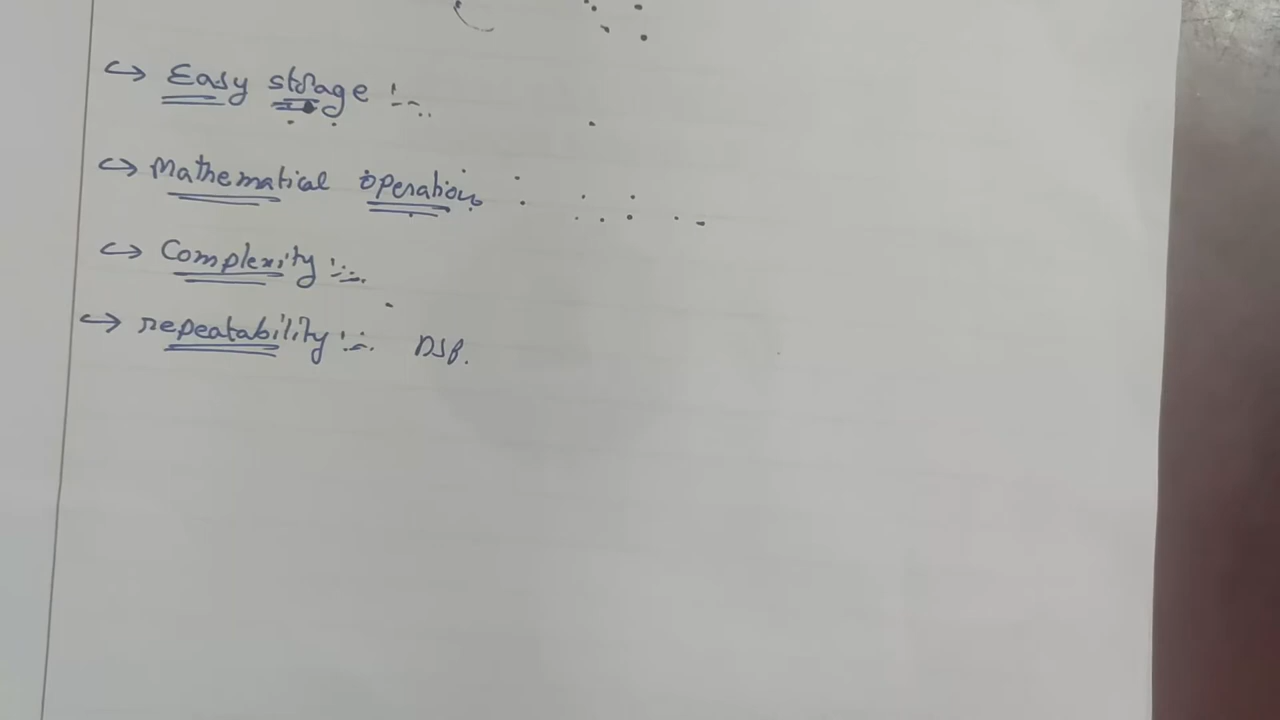 ↪ Easy storage :-
↪ Mathematical operations
↪ Complexity :-
↪ repeatability :- DSP.